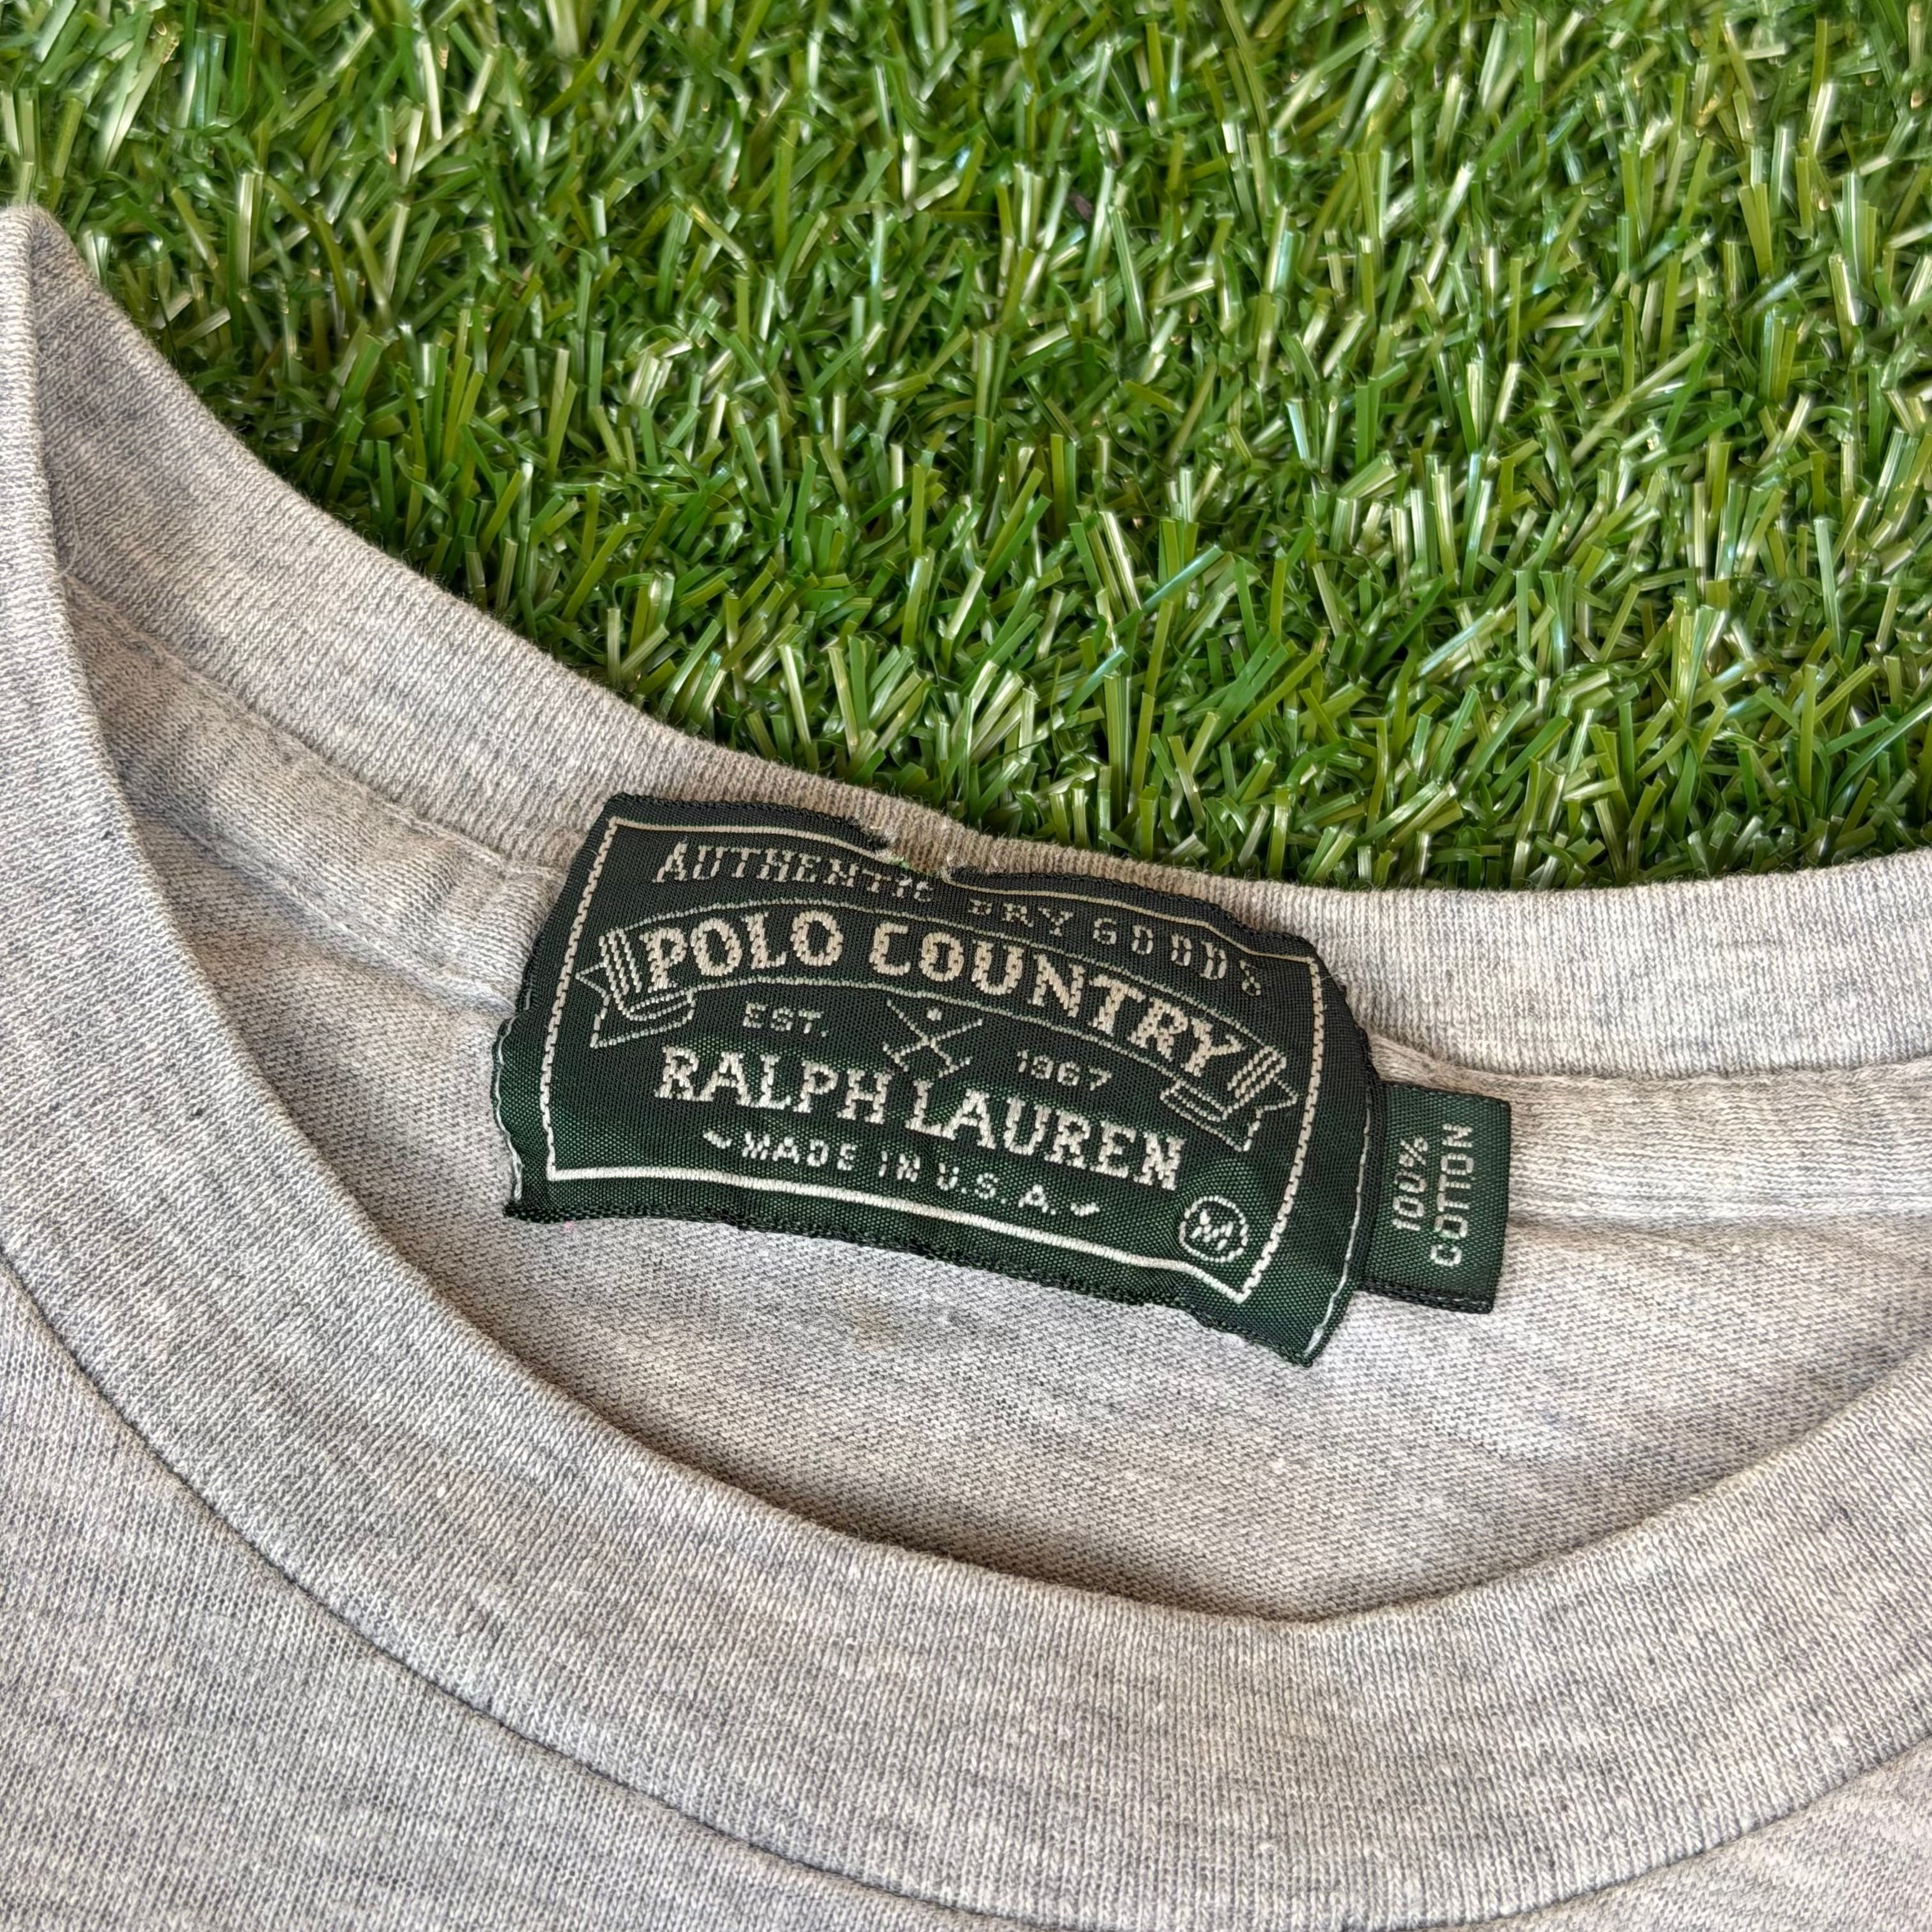 AUTHENTIC DRY GOODS
POLO COUNTRY
EST. 1967
RALPH LAUREN
MADE IN U.S.A.
M
100%
COTTON